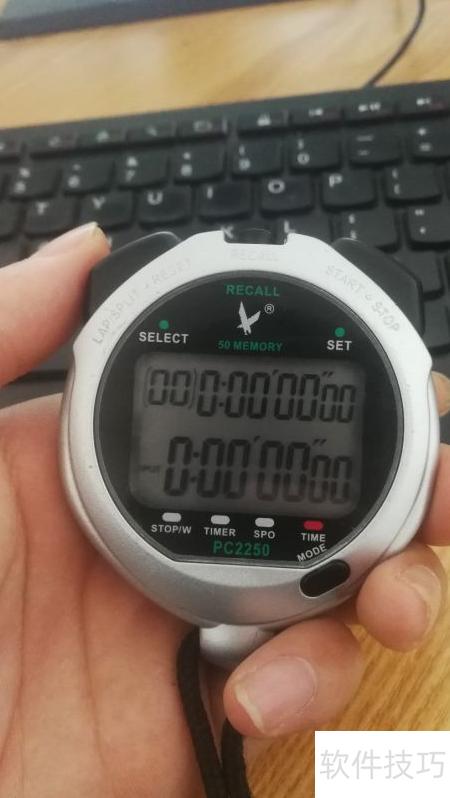 RECALL
LAP/SPLIT • RESET
START • STOP
RECALL
®
SELECT
50 MEMORY
SET
(00)0:00'00"00
SPLIT 0:00'00"00
STOP/W TIMER SPO TIME
PC2250
MODE
T Y U I O P
K L
软件技巧